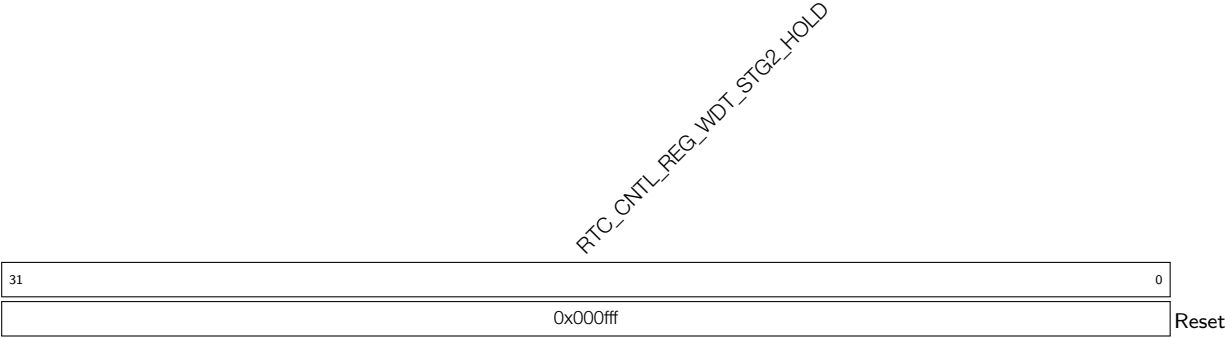 RTC_CNTL_REG_WDT_STG2_HOLD
31 0
0x000fff Reset